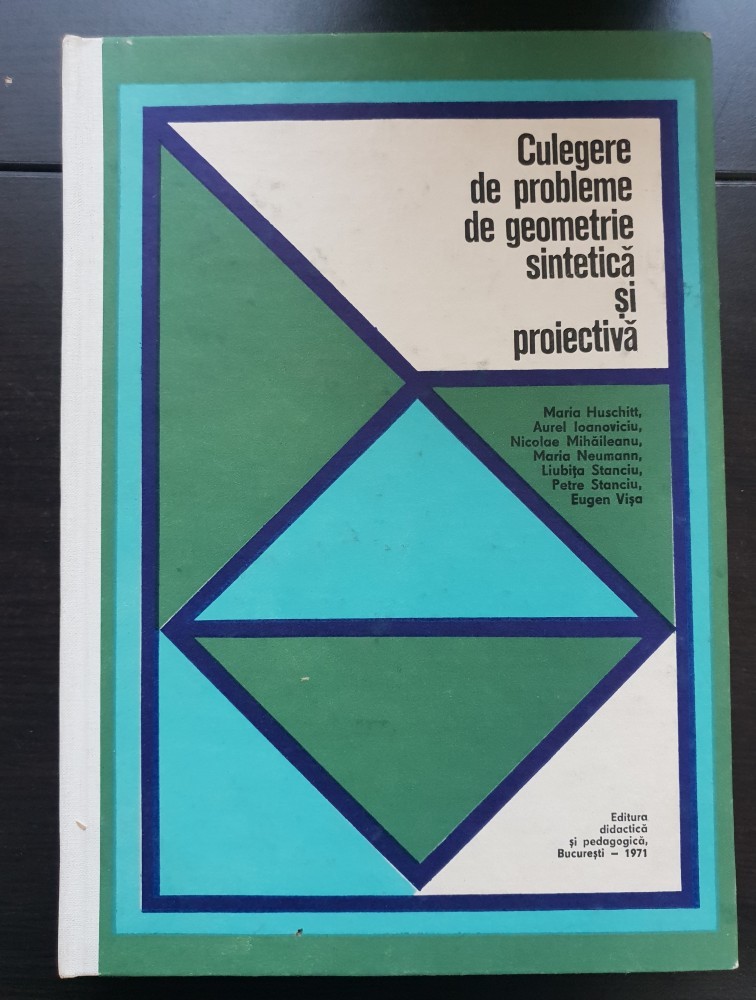 Culegere
de probleme
de geometrie
sintetică
și
proiectivă
Maria Huschitt,
Aurel Ioanoviciu,
Nicolae Mihăileanu,
Maria Neumann,
Liubița Stanciu,
Petre Stanciu,
Eugen Vișa
Editura
didactică
și pedagogică,
București – 1971